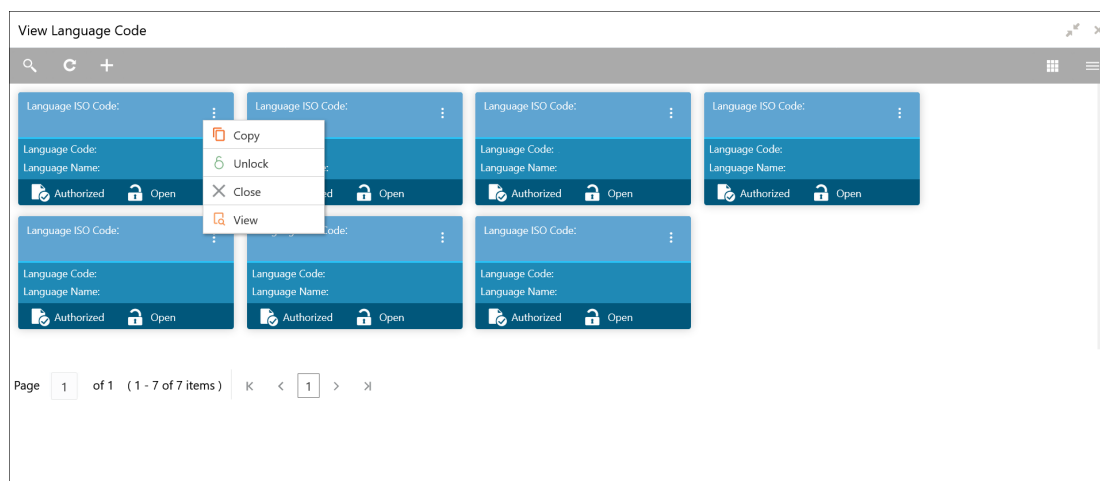 View Language Code
Language ISO Code:
Language Code:
Language Name:
Authorized Open
Copy
Unlock
Close
View
Language ISO Code:
Open
Language ISO Code:
Language Code:
Language Name:
Authorized Open
Language ISO Code:
Language Code:
Language Name:
Authorized Open
Language ISO Code:
Language Code:
Language Name:
Authorized Open
Code:
Language Code:
Language Name:
Authorized Open
Language ISO Code:
Language Code:
Language Name:
Authorized Open
Page 1 of 1 ( 1 - 7 of 7 items ) 1